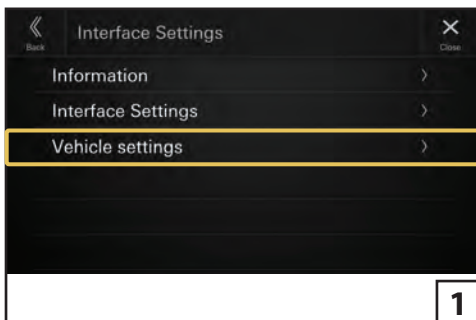 Interface Settings
Back
Close
Information
Interface Settings
Vehicle settings
1